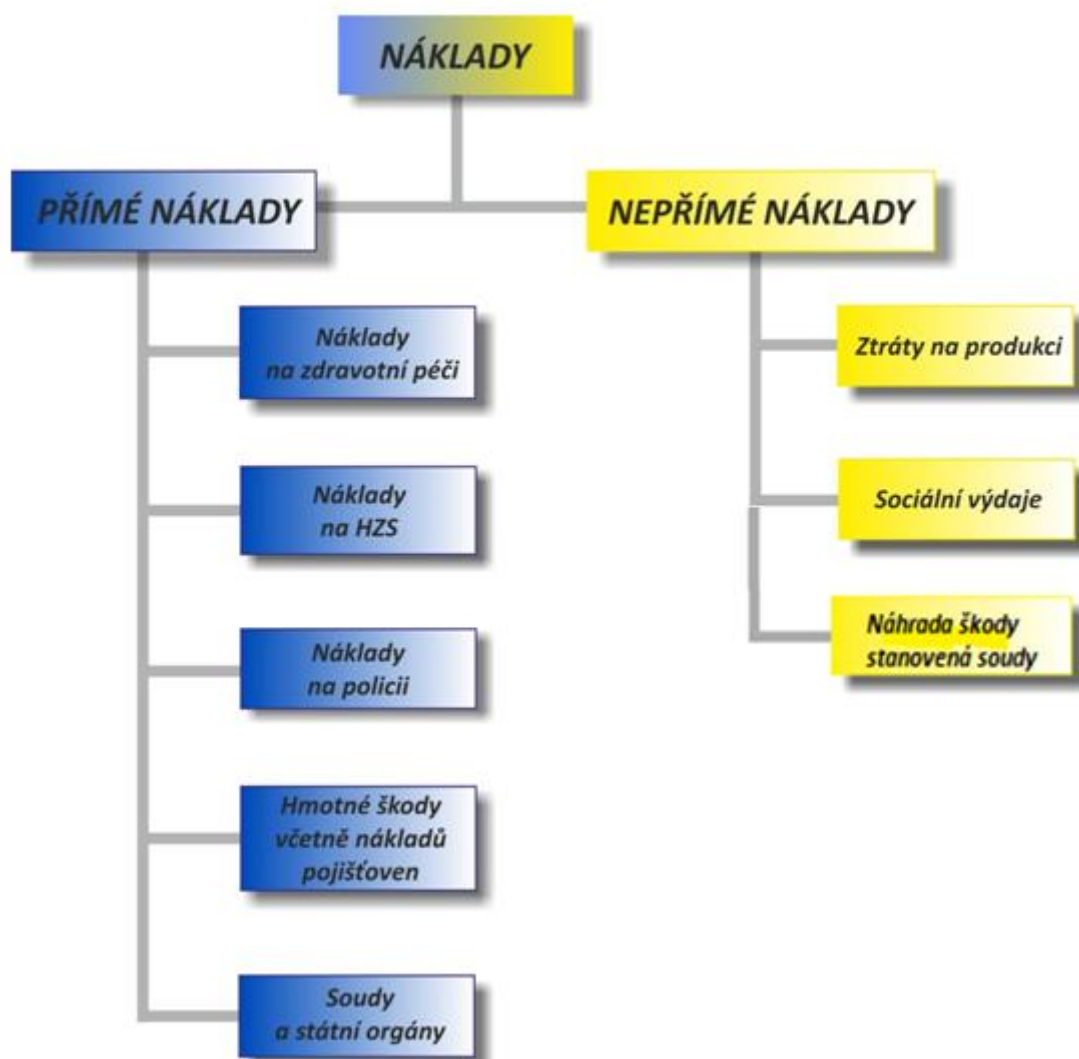 NÁKLADY
PŘÍMÉ NÁKLADY
Náklady
na zdravotní péči
Náklady
na HZS
Náklady
na policii
Hmotné škody
včetně nákladů
pojišťoven
Soudy
a státní orgány
NEPŘÍMÉ NÁKLADY
Ztráty na produkci
Sociální výdaje
Náhrada škody
stanovená soudy